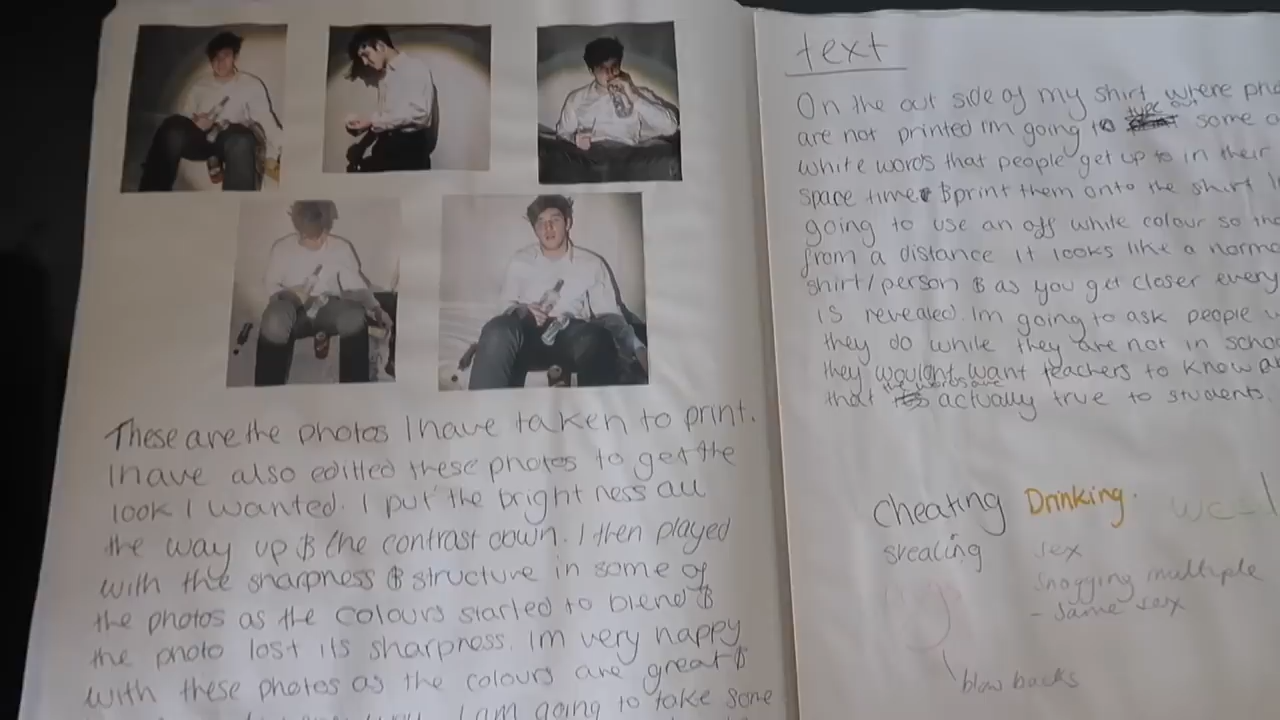 These are the photos I have taken to print.
I have also editted these photos to get the
look I wanted. I put the bright ness all
the way up & the contrast down. I then played
with the sharpness & structure in some of
the photos as the colours started to blend &
the photo lost its sharpness. Im very happy
with these photos as the colours are great &
I am going to take some
text
On the out side of my shirt where pho
are not printed I'm going to type out some o
white words that people get up to in their
space time & print them onto the shirt I
going to use an off white colour so tha
from a distance it looks like a norma
shirt/person & as you get closer every
is revealed. Im going to ask people w
they do while they are not in schoo
they wouldnt want teachers to know a
that the words are actually true to students.
cheating Drinking.
srealing sex
snogging multiple
- same sex
blow backs